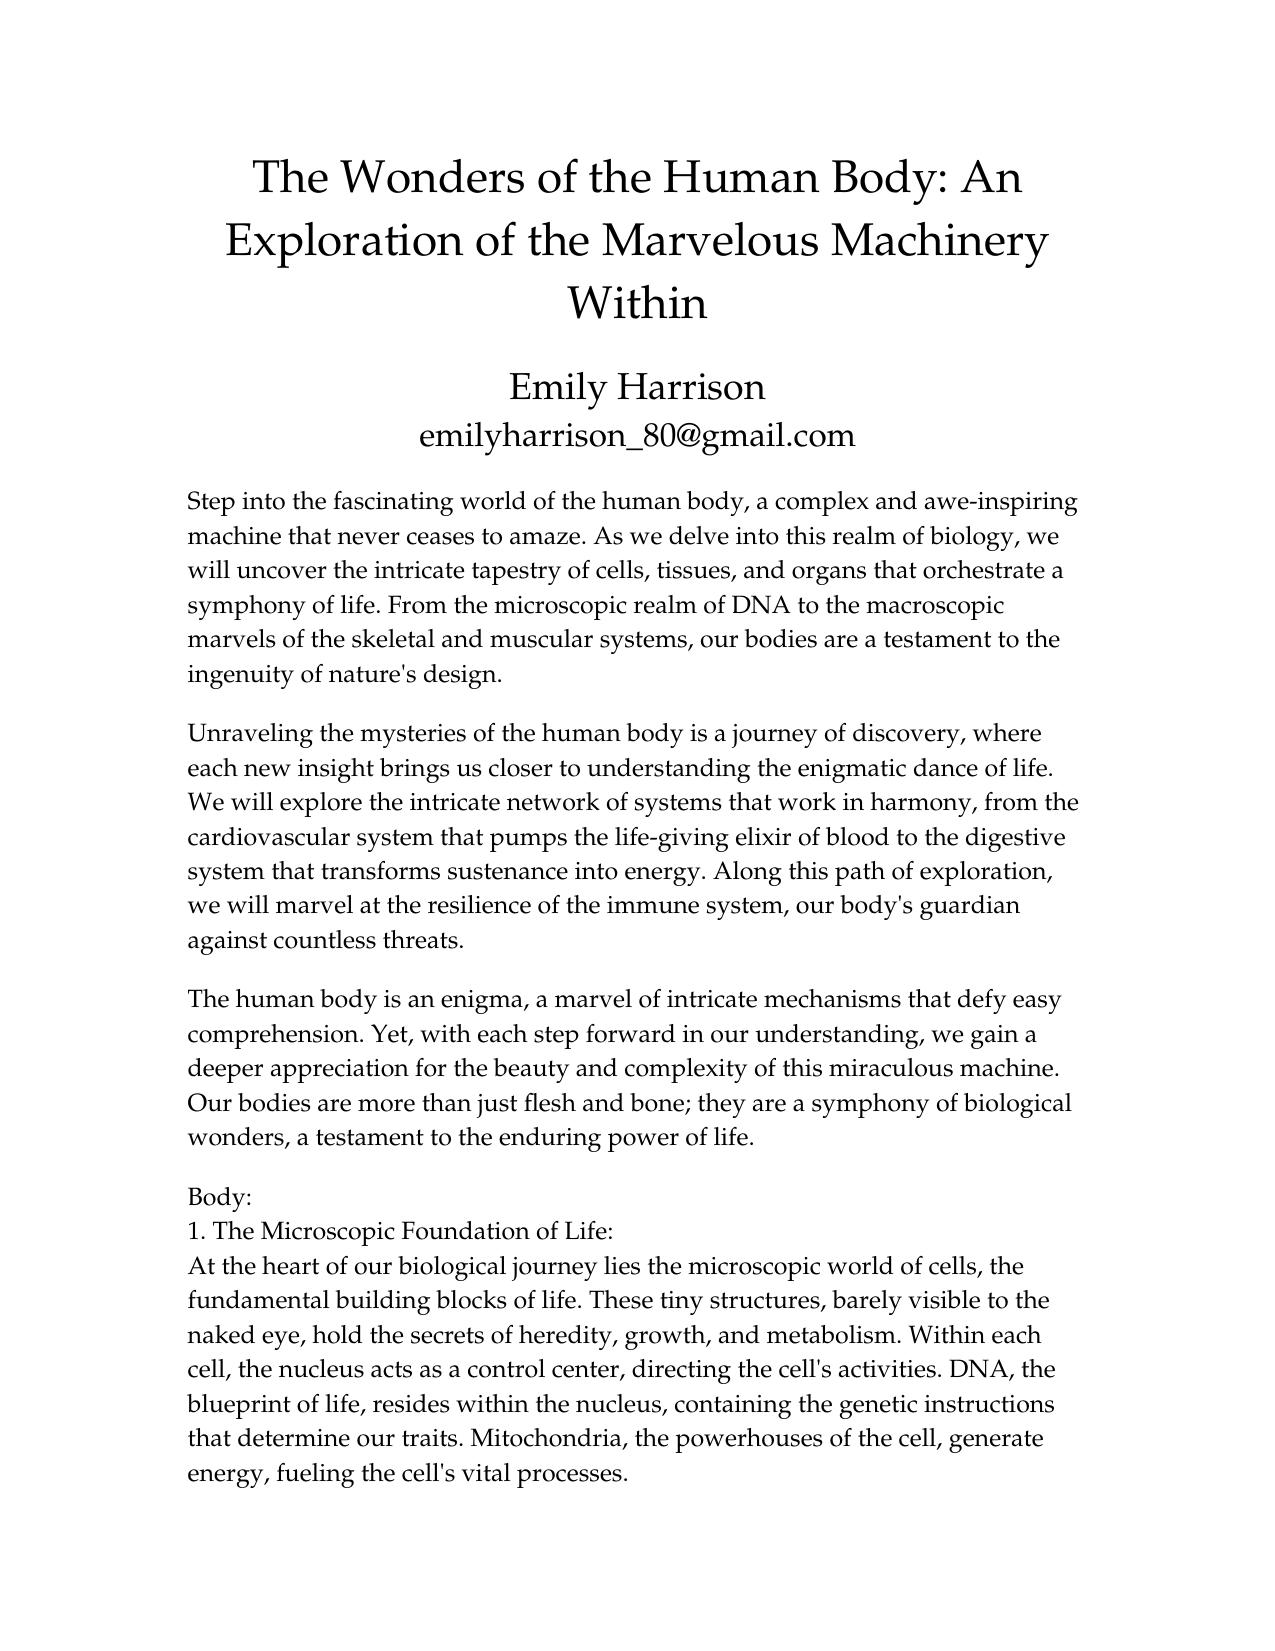 The Wonders of the Human Body: An
Exploration of the Marvelous Machinery
Within
Emily Harrison
emilyharrison_80@gmail.com
Step into the fascinating world of the human body, a complex and awe-inspiring
machine that never ceases to amaze. As we delve into this realm of biology, we
will uncover the intricate tapestry of cells, tissues, and organs that orchestrate a
symphony of life. From the microscopic realm of DNA to the macroscopic
marvels of the skeletal and muscular systems, our bodies are a testament to the
ingenuity of nature's design.
Unraveling the mysteries of the human body is a journey of discovery, where
each new insight brings us closer to understanding the enigmatic dance of life.
We will explore the intricate network of systems that work in harmony, from the
cardiovascular system that pumps the life-giving elixir of blood to the digestive
system that transforms sustenance into energy. Along this path of exploration,
we will marvel at the resilience of the immune system, our body's guardian
against countless threats.
The human body is an enigma, a marvel of intricate mechanisms that defy easy
comprehension. Yet, with each step forward in our understanding, we gain a
deeper appreciation for the beauty and complexity of this miraculous machine.
Our bodies are more than just flesh and bone; they are a symphony of biological
wonders, a testament to the enduring power of life.
Body:
1. The Microscopic Foundation of Life:
At the heart of our biological journey lies the microscopic world of cells, the
fundamental building blocks of life. These tiny structures, barely visible to the
naked eye, hold the secrets of heredity, growth, and metabolism. Within each
cell, the nucleus acts as a control center, directing the cell's activities. DNA, the
blueprint of life, resides within the nucleus, containing the genetic instructions
that determine our traits. Mitochondria, the powerhouses of the cell, generate
energy, fueling the cell's vital processes.